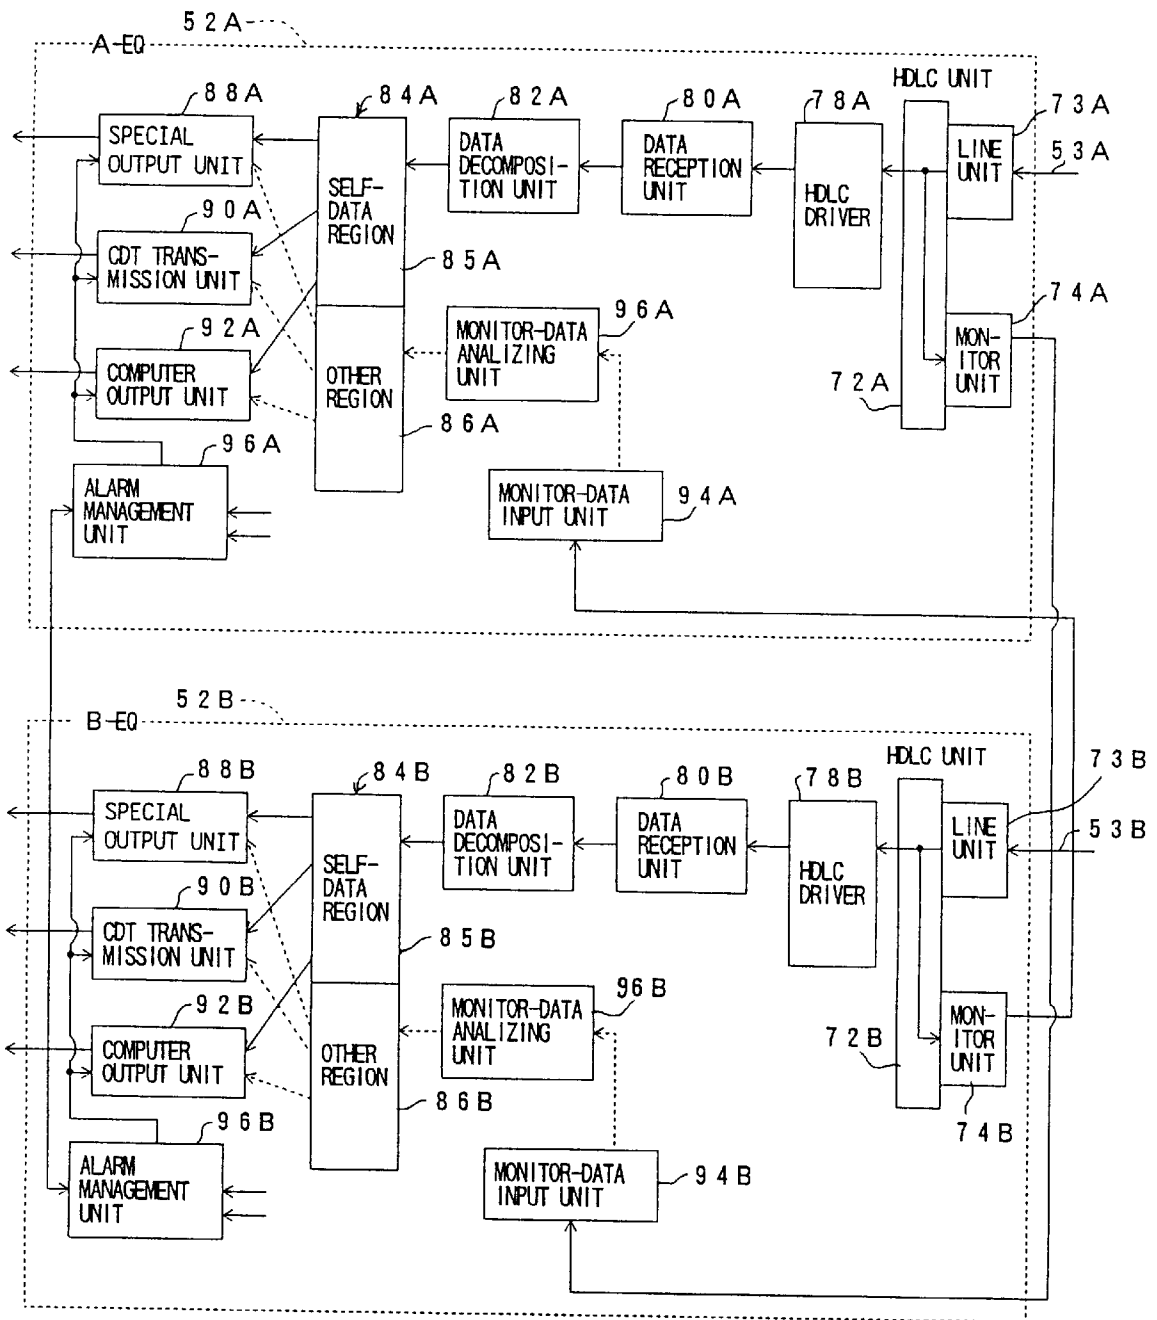 52A
A-EQ
HDLC UNIT
88A
84A
82A
80A
78A
73A
SPECIAL
OUTPUT UNIT
SELF-
DATA
REGION
DATA
DECOMPOSI-
TION UNIT
DATA
RECEPTION
UNIT
HDLC
DRIVER
LINE
UNIT
53A
90A
CDT TRANS-
MISSION UNIT
85A
74A
92A
COMPUTER
OUTPUT UNIT
OTHER
REGION
MONITOR-DATA
ANALIZING
UNIT
96A
72A
MON-
ITOR
UNIT
86A
96A
ALARM
MANAGEMENT
UNIT
MONITOR-DATA
INPUT UNIT
94A
52B
B-EQ
HDLC UNIT
88B
84B
82B
80B
78B
73B
SPECIAL
OUTPUT UNIT
SELF-
DATA
REGION
DATA
DECOMPOSI-
TION UNIT
DATA
RECEPTION
UNIT
HDLC
DRIVER
LINE
UNIT
53B
90B
CDT TRANS-
MISSION UNIT
85B
92B
COMPUTER
OUTPUT UNIT
OTHER
REGION
MONITOR-DATA
ANALIZING
UNIT
96B
72B
MON-
ITOR
UNIT
86B
74B
96B
ALARM
MANAGEMENT
UNIT
MONITOR-DATA
INPUT UNIT
94B